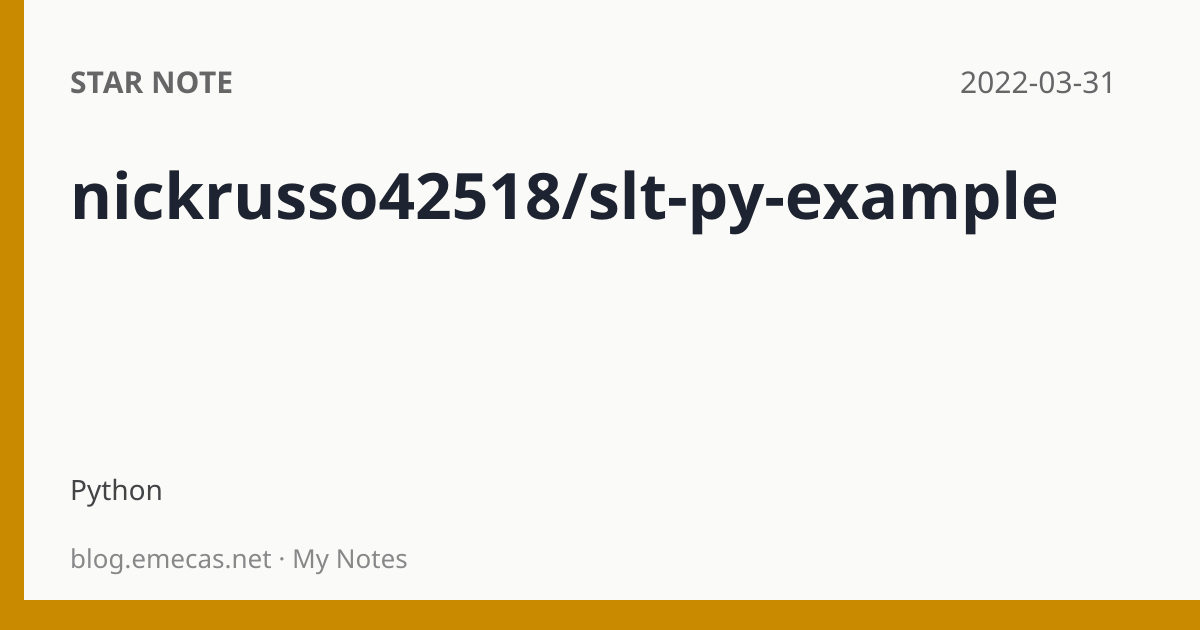 STAR NOTE 2022-03-31
nickrusso42518/slt-py-example
Python
blog.emecas.net · My Notes